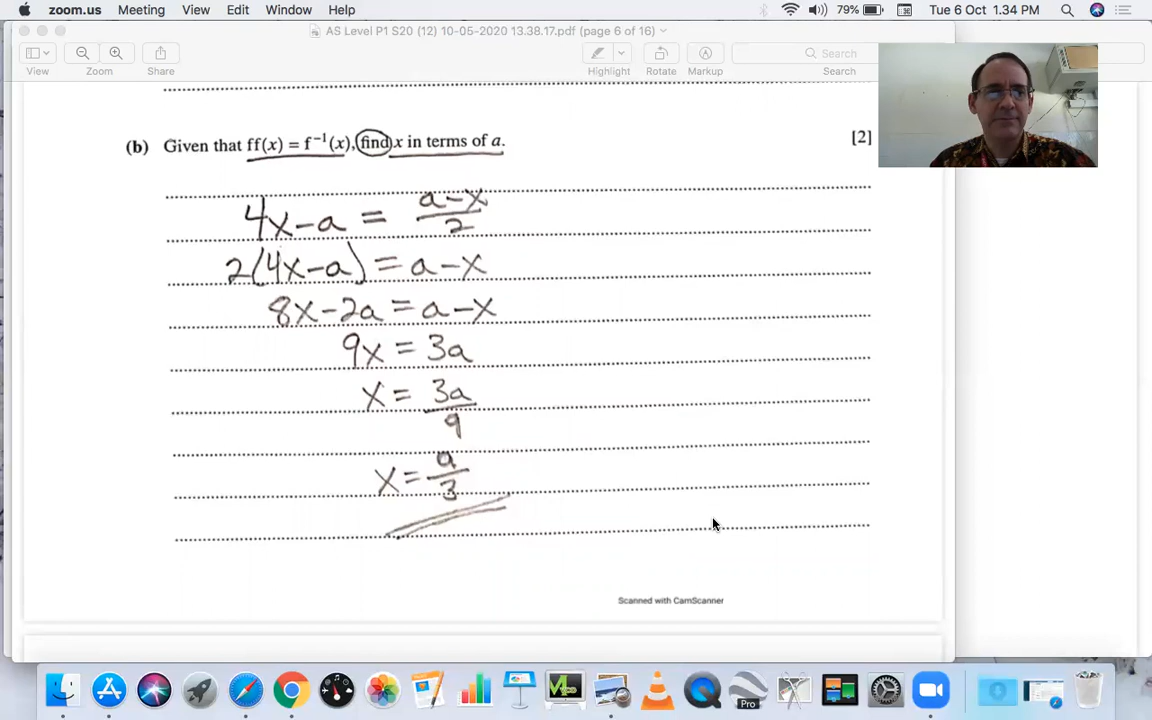 zoom.us Meeting View Edit Window Help 79% Tue 6 Oct 1.34 PM
AS Level P1 S20 (12) 10-05-2020 13.38.17.pdf (page 6 of 16)
Search
View Zoom Share Highlight Rotate Markup Search
(b) Given that ff(x) = f⁻¹(x), find x in terms of a. [2]
4x-a = a-x/2
2(4x-a) = a-x
8x-2a = a-x
9x = 3a
x = 3a/9
x = a/3
Scanned with CamScanner
Pro